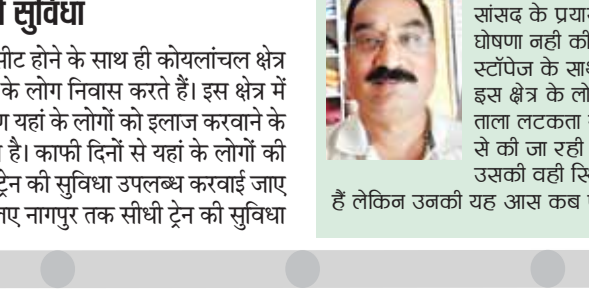 सुविधा
होने के साथ ही कोयलांचल क्षेत्र
के लोग निवास करते हैं। इस क्षेत्र में
यहां के लोगों को इलाज करवाने के
है। काफी दिनों से यहां के लोगों की
ट्रेन की सुविधा उपलब्ध करवाई जाए
नागपुर तक सीधी ट्रेन की सुविधा
सांसद के
घोषणा नही
स्टॉपेज के
इस क्षेत्र के
ताला लटकता
से की जा रही
उसकी वही
हैं लेकिन उनकी यह आस कब